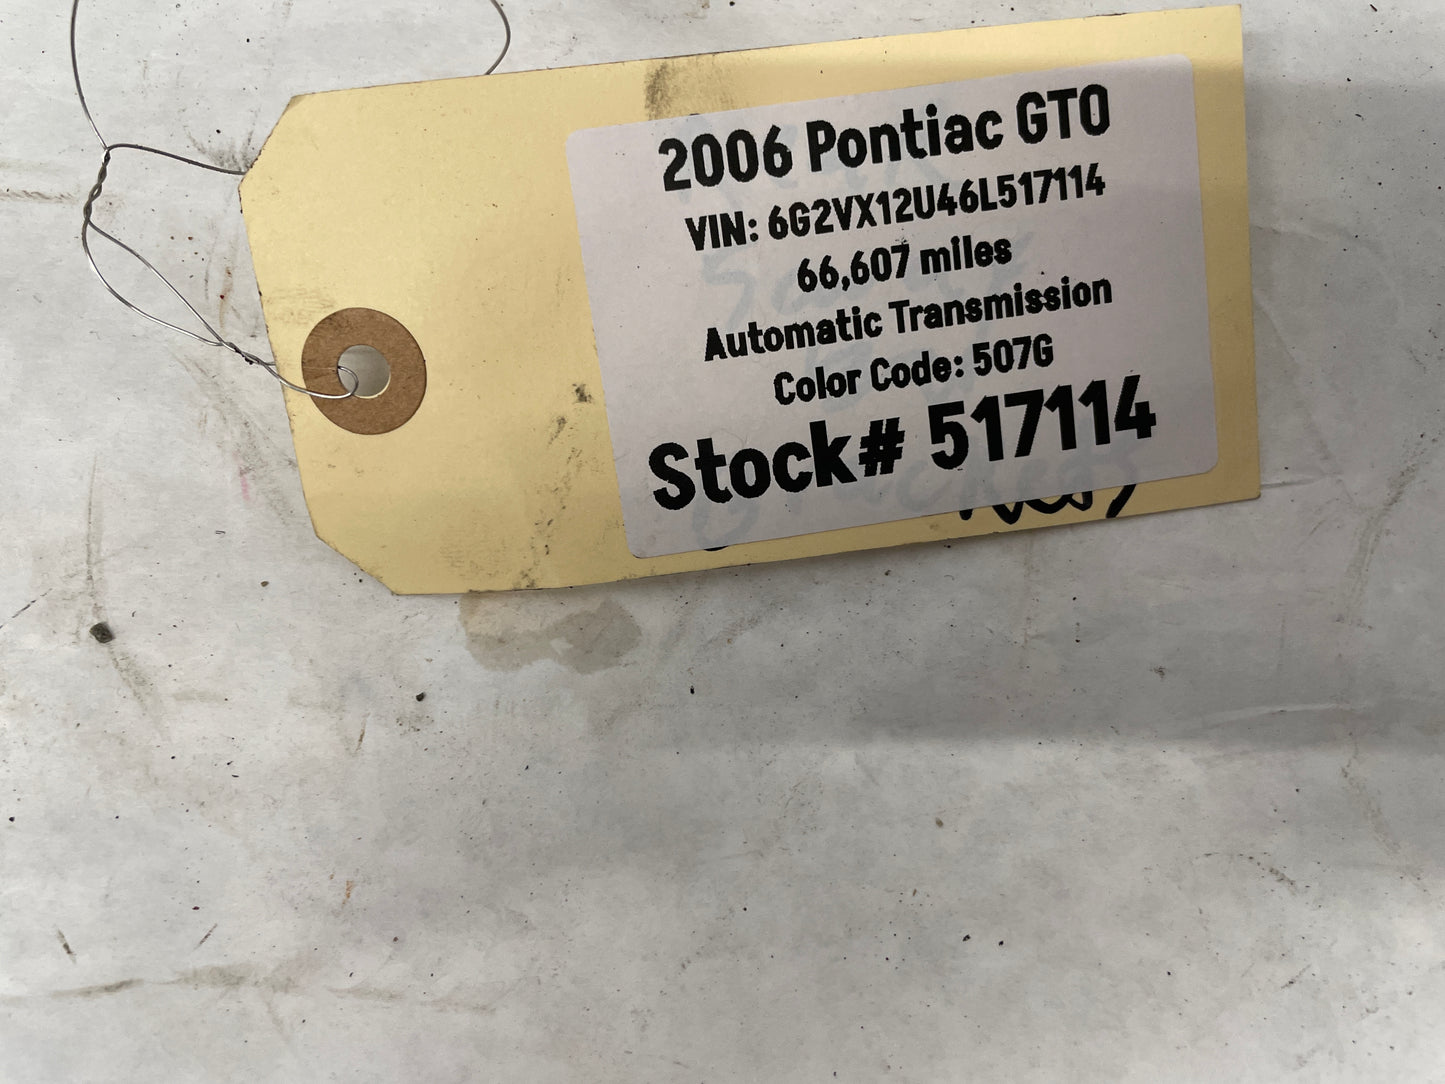 2006 Pontiac GTO
VIN: 6G2VX12U46L517114
66,607 miles
Automatic Transmission
Color Code: 507G
Stock# 517114